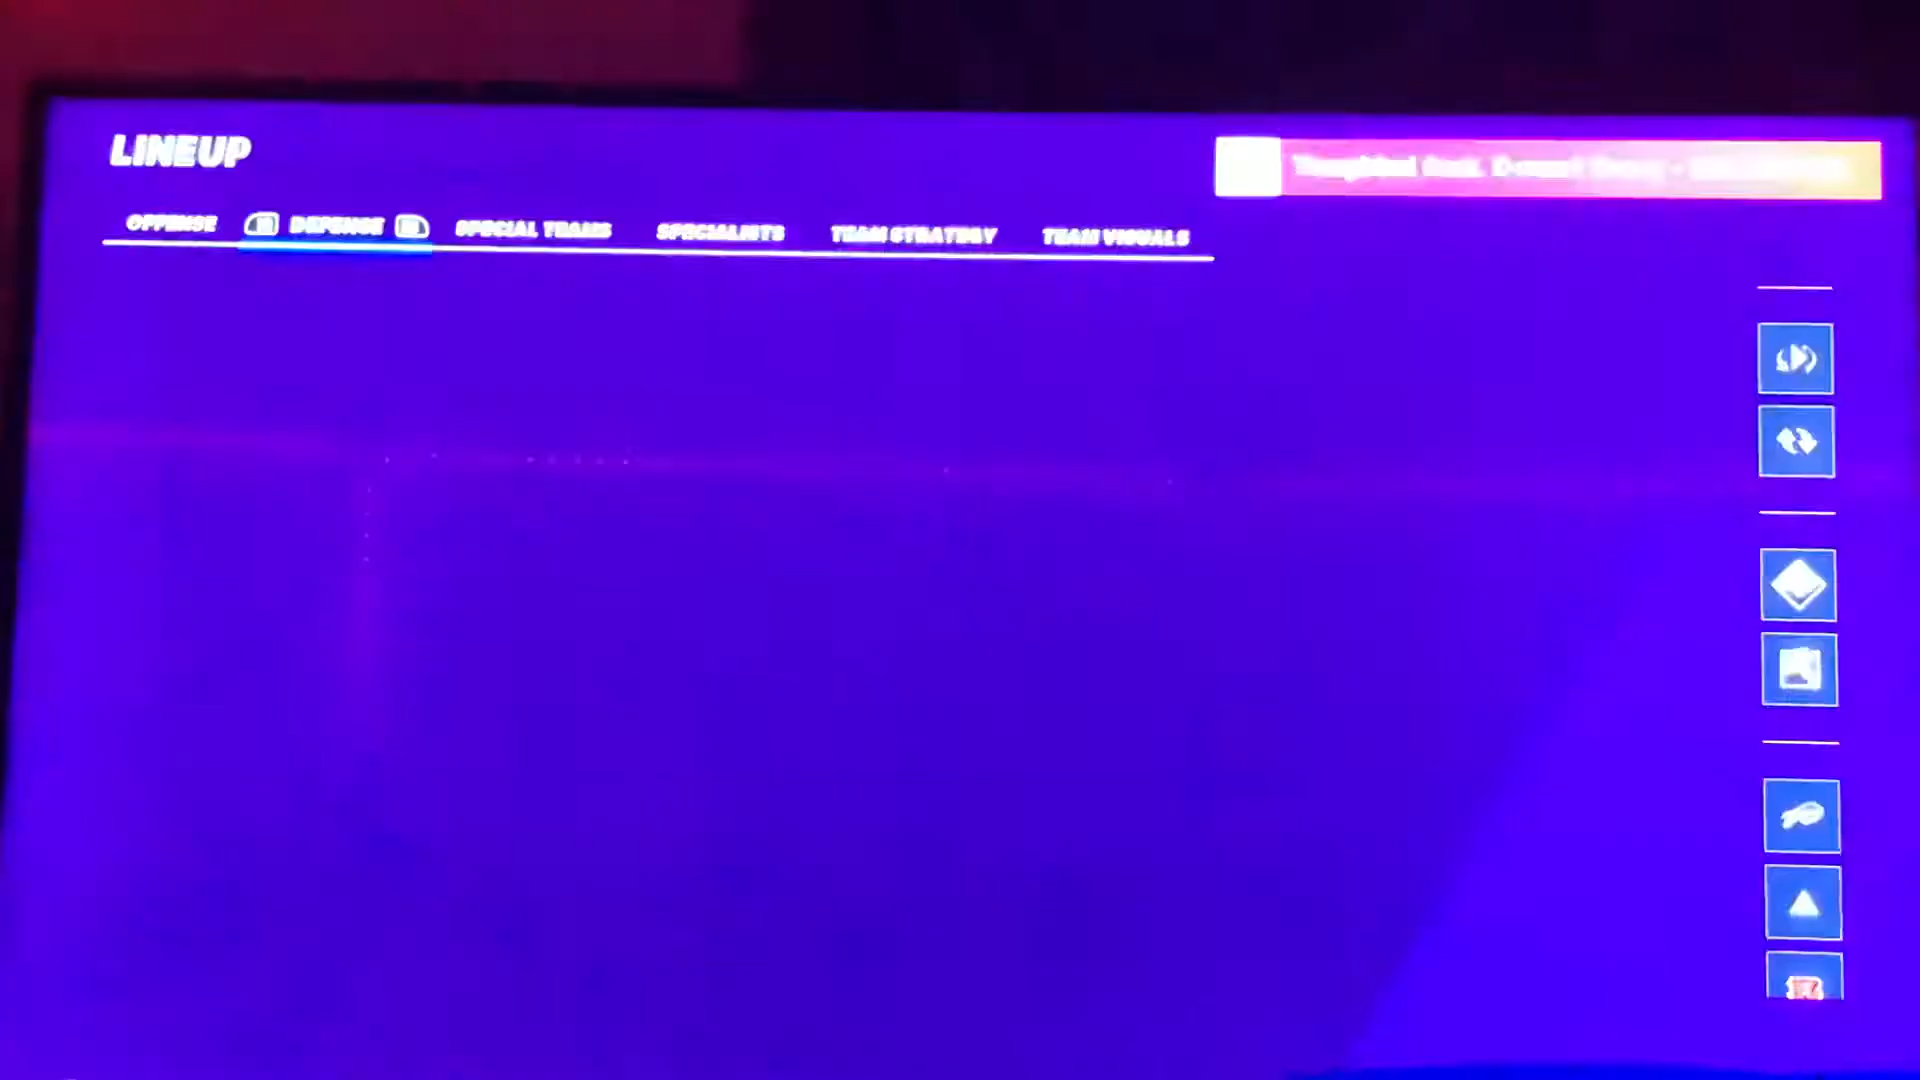 LINEUP
OFFENSE DEFENSE SPECIAL TEAMS SPECIALISTS TEAM STRATEGY TEAM VISUALS